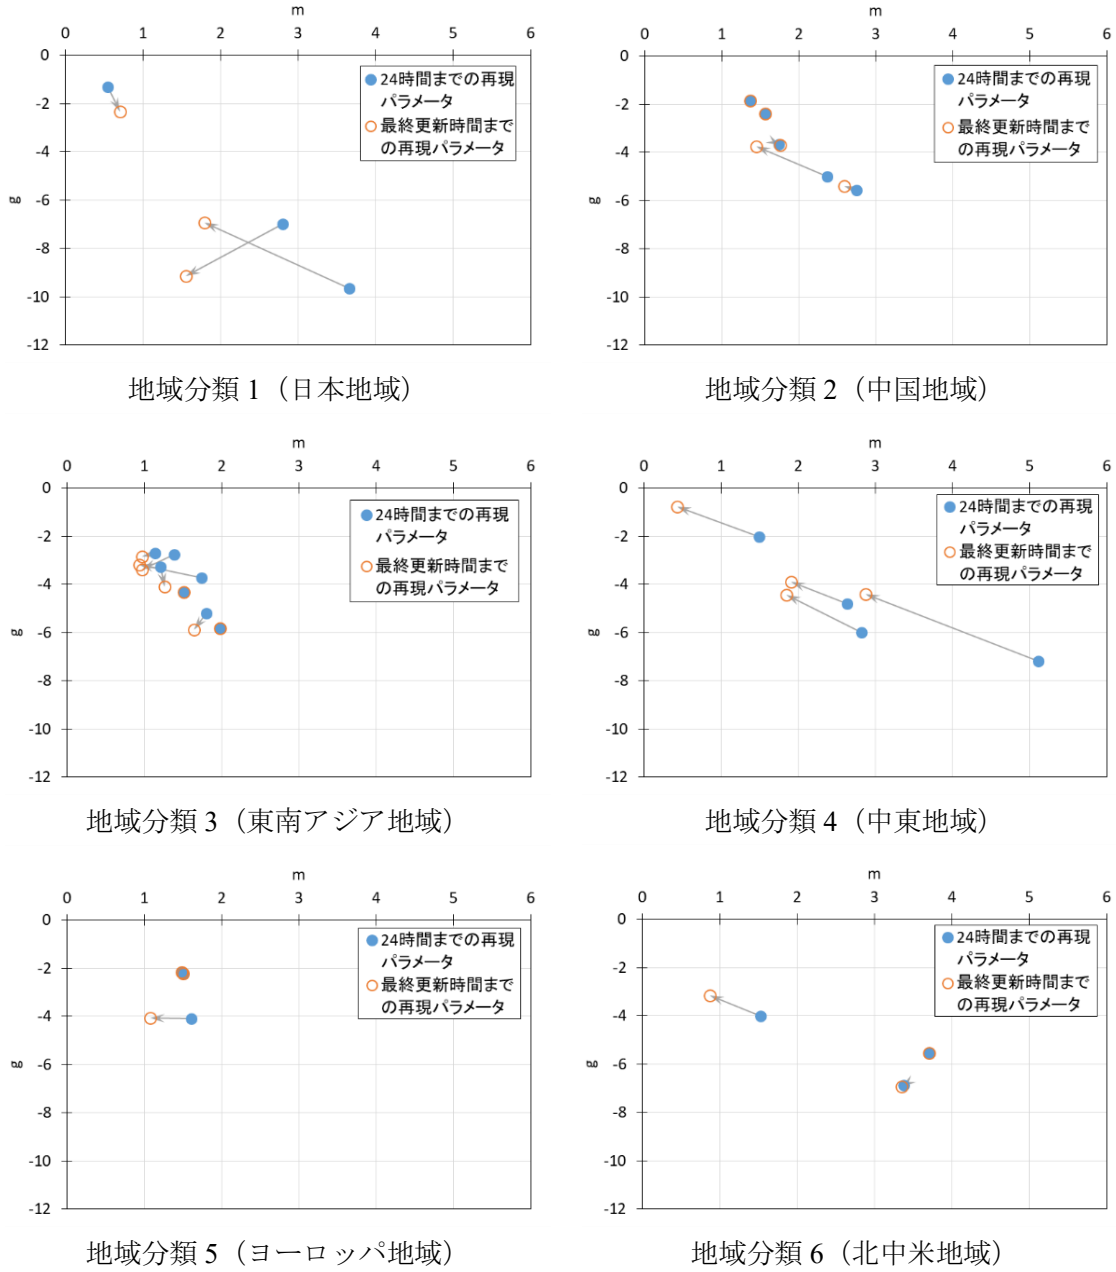 m
0 1 2 3 4 5 6
0
-2
-4
-6
-8
-10
-12
g
24時間までの再現
パラメータ
最終更新時間まで
の再現パラメータ
地域分類 1（日本地域）
m
0 1 2 3 4 5 6
0
-2
-4
-6
-8
-10
-12
g
24時間までの再現
パラメータ
最終更新時間まで
の再現パラメータ
地域分類 2（中国地域）
m
0 1 2 3 4 5 6
0
-2
-4
-6
-8
-10
-12
g
24時間までの再現
パラメータ
最終更新時間まで
の再現パラメータ
地域分類 3（東南アジア地域）
m
0 1 2 3 4 5 6
0
-2
-4
-6
-8
-10
-12
g
24時間までの再現
パラメータ
最終更新時間まで
の再現パラメータ
地域分類 4（中東地域）
m
0 1 2 3 4 5 6
0
-2
-4
-6
-8
-10
-12
g
24時間までの再現
パラメータ
最終更新時間まで
の再現パラメータ
地域分類 5（ヨーロッパ地域）
m
0 1 2 3 4 5 6
0
-2
-4
-6
-8
-10
-12
g
24時間までの再現
パラメータ
最終更新時間まで
の再現パラメータ
地域分類 6（北中米地域）